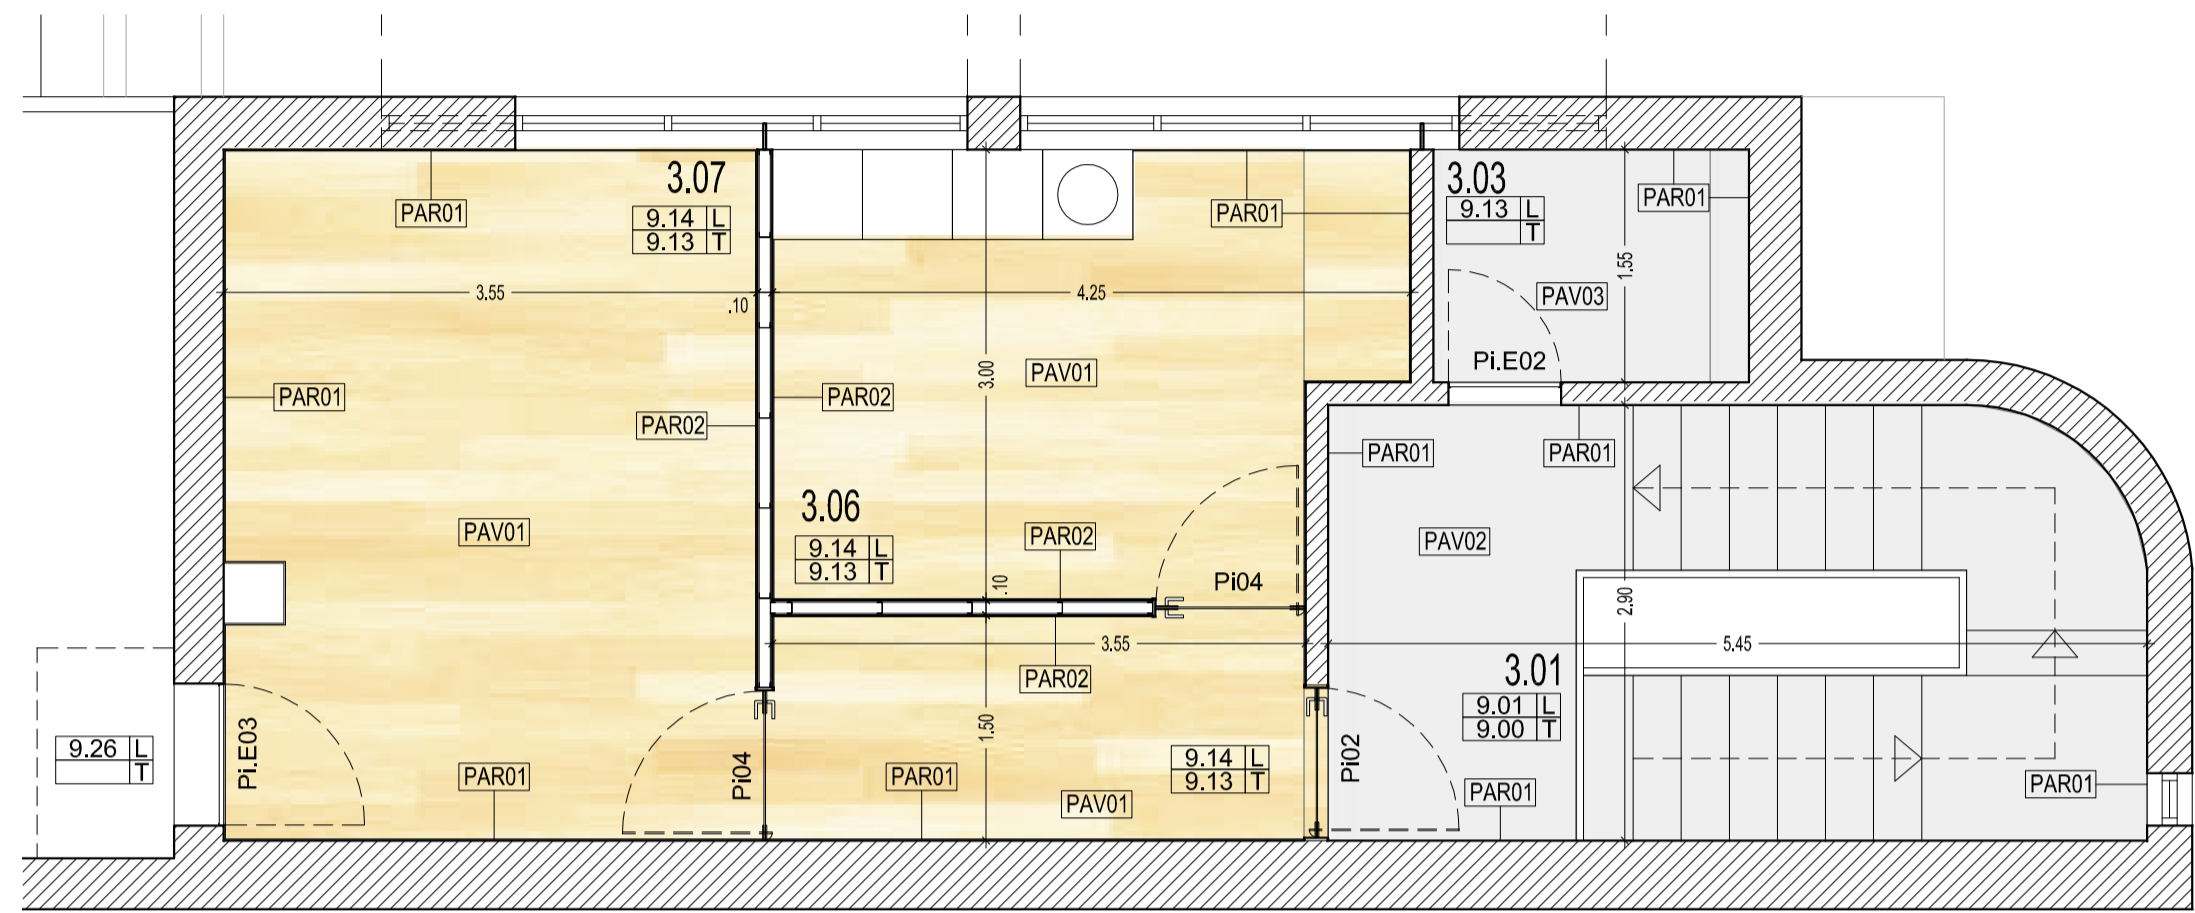 3.07
9.14 L
9.13 T
PAR01
PAR01
3.03
9.13 L
T
PAR01
3.55
.10
4.25
1.55
PAV03
Pi.E02
PAR01
PAR02
PAR02
3.00
PAV01
PAR01
PAR01
PAV01
3.06
9.14 L
9.13 T
PAR02
.10
Pi04
PAV02
2.90
3.55
5.45
PAR02
3.01
9.01 L
9.00 T
9.26 L
T
Pi.E03
PAR01
Pi04
PAR01
1.50
9.14 L
9.13 T
PAV01
Pi02
PAR01
PAR01